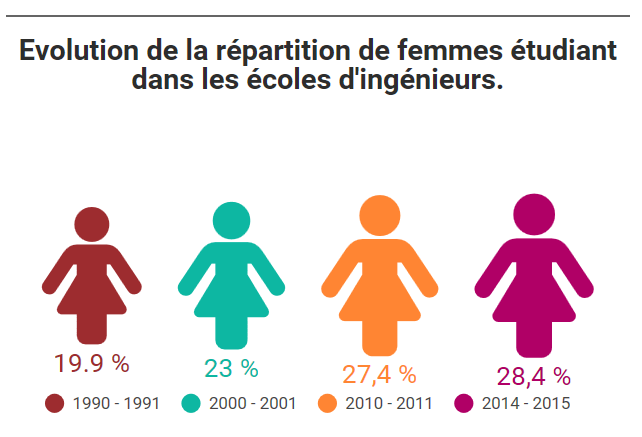 Evolution de la répartition de femmes étudiant
dans les écoles d'ingénieurs.
19.9 %
23 %
27,4 %
28,4 %
1990 - 1991
2000 - 2001
2010 - 2011
2014 - 2015